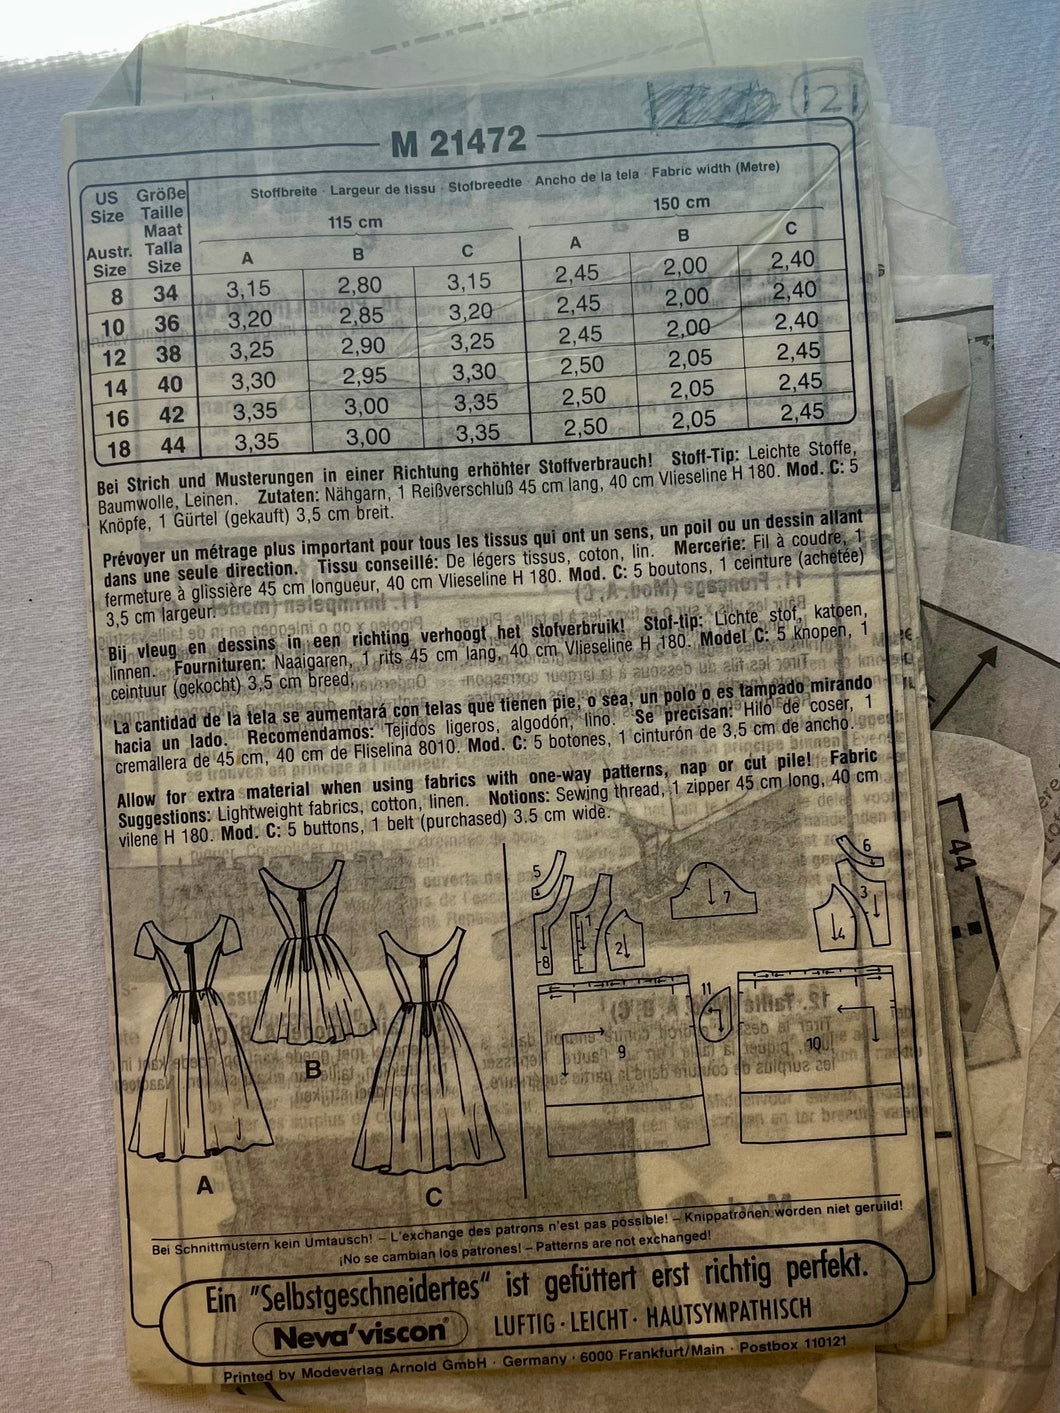 121
M 21472
US Size Größe Taille Maat Talla Size
Austr. Size
Stoffbreite · Largeur de tissu · Stofbreedte · Ancho de la tela · Fabric width (Metre)
115 cm 150 cm
A B C A B C
8 34 3,15 2,80 3,15 2,45 2,00 2,40
10 36 3,20 2,85 3,20 2,45 2,00 2,40
12 38 3,25 2,90 3,25 2,45 2,00 2,40
14 40 3,30 2,95 3,30 2,50 2,05 2,45
16 42 3,35 3,00 3,35 2,50 2,05 2,45
18 44 3,35 3,00 3,35 2,50 2,05 2,45
Bei Strich und Musterungen in einer Richtung erhöhter Stoffverbrauch! Stoff-Tip: Leichte Stoffe,
Baumwolle, Leinen. Zutaten: Nähgarn, 1 Reißverschluß 45 cm lang, 40 cm Vlieseline H 180. Mod. C: 5
Knöpfe, 1 Gürtel (gekauft) 3,5 cm breit.
Prévoyer un métrage plus important pour tous les tissus qui ont un sens, un poil ou un dessin allant
dans une seule direction. Tissu conseillé: De légers tissus, coton, lin. Mercerie: Fil à coudre, 1
fermeture à glissière 45 cm longueur, 40 cm Vlieseline H 180. Mod. C: 5 boutons, 1 ceinture (achetée)
3,5 cm largeur.
Bij vleug en dessins in een richting verhoogt het stofverbruik! Stof-tip: Lichte stof, katoen,
linnen. Fournituren: Naaigaren, 1 rits 45 cm lang, 40 cm Vlieseline H 180. Model C: 5 knopen, 1
ceintuur (gekocht) 3,5 cm breed.
La cantidad de la tela se aumentará con telas que tienen pie, o sea, un polo o es tampado mirando
hacia un lado. Recomendamos: Tejidos ligeros, algodón, lino. Se precisan: Hilo de coser, 1
cremallera de 45 cm, 40 cm de Fliselina 8010. Mod. C: 5 botones, 1 cinturón de 3,5 cm de ancho.
Allow for extra material when using fabrics with one-way patterns, nap or cut pile! Fabric
Suggestions: Lightweight fabrics, cotton, linen. Notions: Sewing thread, 1 zipper 45 cm long, 40 cm
vilene H 180. Mod. C: 5 buttons, 1 belt (purchased) 3.5 cm wide.
A
B
C
5
8
1
2
7
6
4
3
9
11
10
44
Bei Schnittmustern kein Umtausch! – L'exchange des patrons n'est pas possible! – Knippatronen worden niet geruild!
¡No se cambian los patrones! – Patterns are not exchanged!
Ein "Selbstgeschneidertes“ ist gefüttert erst richtig perfekt.
Neva'viscon LUFTIG · LEICHT · HAUTSYMPATHISCH
Printed by Modeverlag Arnold GmbH · Germany · 6000 Frankfurt/Main · Postbox 110121